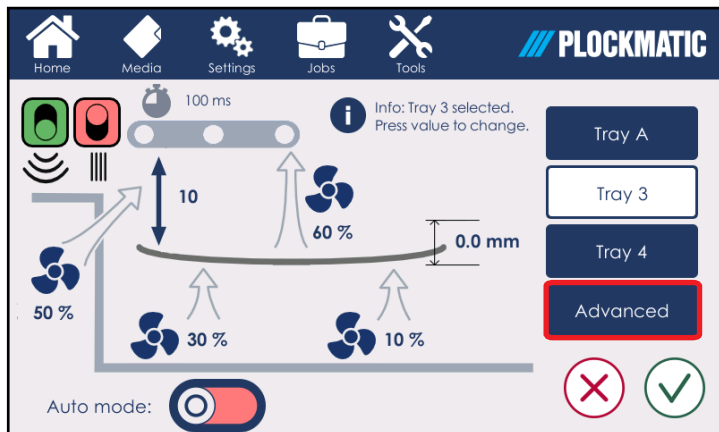 Home
Media
Settings
Jobs
Tools
PLOCKMATIC
100 ms
Info: Tray 3 selected.
Press value to change.
Tray A
10
Tray 3
60 %
0.0 mm
Tray 4
50 %
30 %
10 %
Advanced
Auto mode: